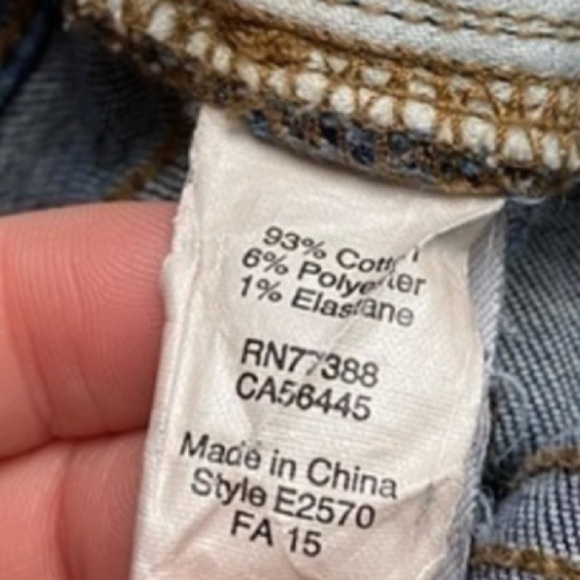 93% Cotton
6% Polyester
1% Elastane
RN77388
CA56445
Made in China
Style E2570
FA 15